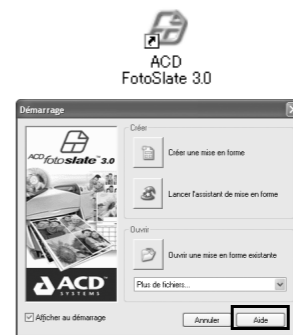 ACD
FotoSlate 3.0
Démarrage
ACD fotoslate™ 3.0
Créer
Créer une mise en forme
Lancer l'assistant de mise en forme
Ouvrir
Ouvrir une mise en forme existante
Plus de fichiers...
ACD
SYSTEMS
Afficher au démarrage
Annuler
Aide